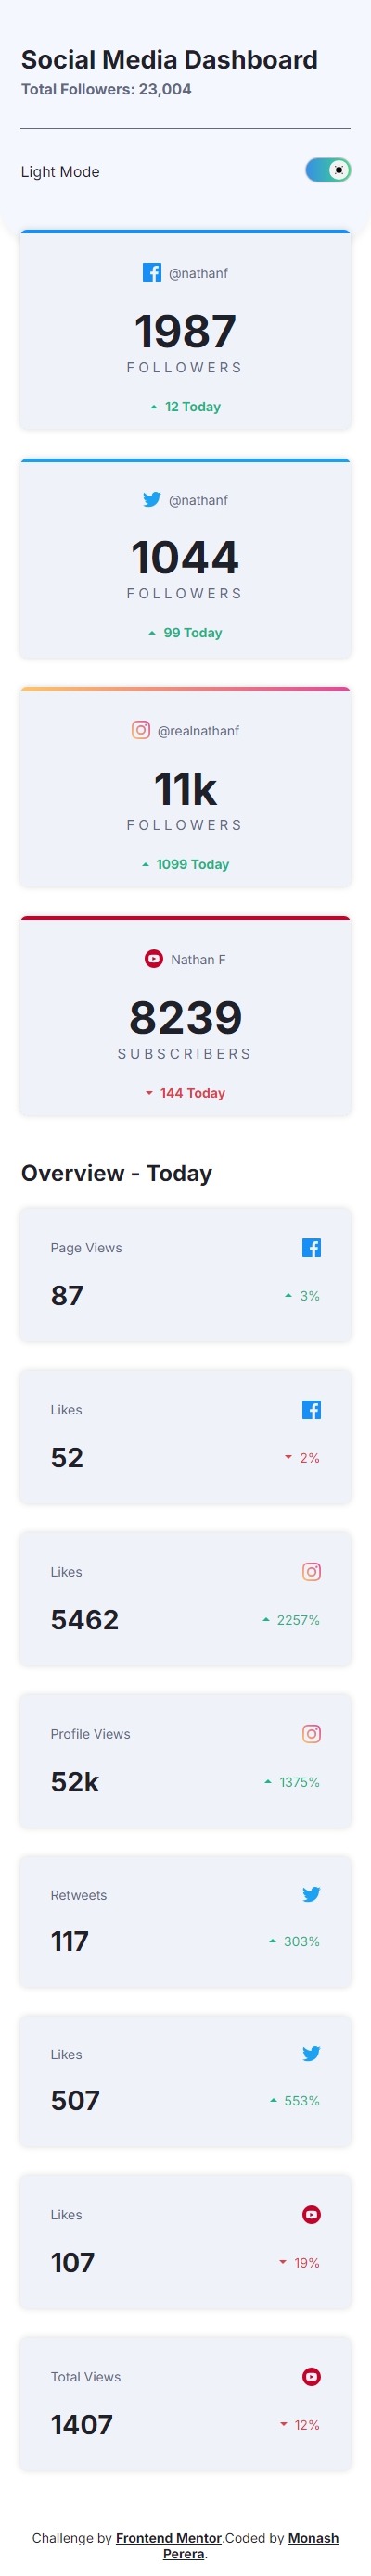 Social Media Dashboard
Total Followers: 23,004
Light Mode
@nathanf
1987
FOLLOWERS
12 Today
@nathanf
1044
FOLLOWERS
99 Today
@realnathanf
11k
FOLLOWERS
1099 Today
Nathan F
8239
SUBSCRIBERS
144 Today
Overview - Today
Page Views
87
3%
Likes
52
2%
Likes
5462
2257%
Profile Views
52k
1375%
Retweets
117
303%
Likes
507
553%
Likes
107
19%
Total Views
1407
12%
Challenge by Frontend Mentor.Coded by Monash
Perera.